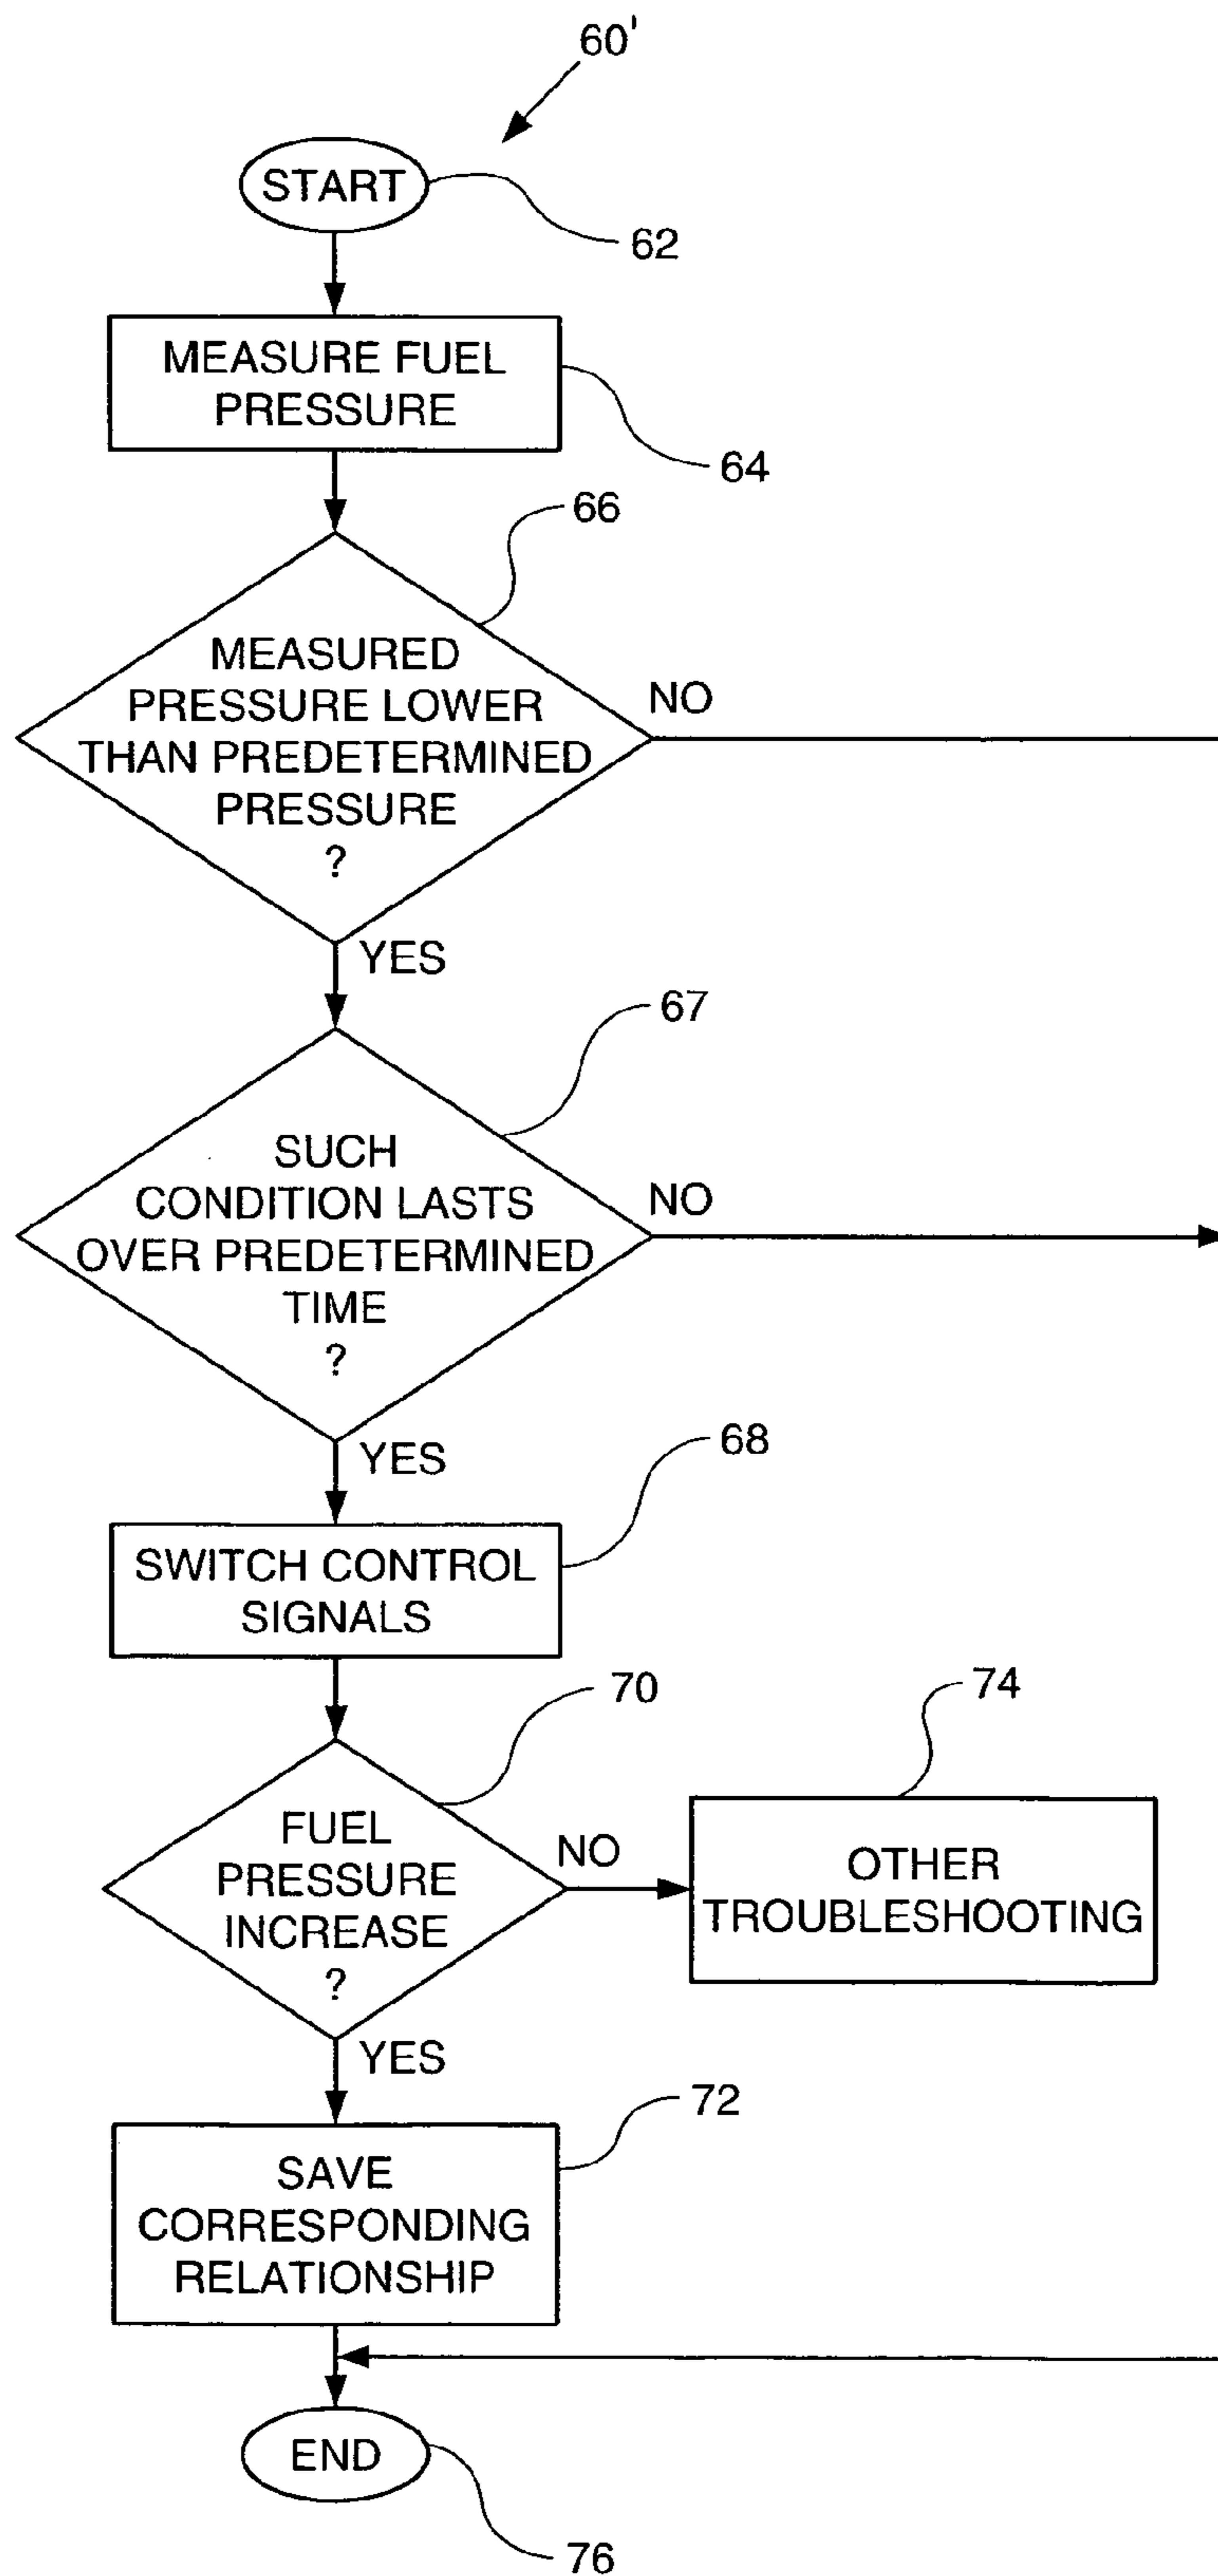 60'
START
62
MEASURE FUEL
PRESSURE
64
66
MEASURED
PRESSURE LOWER
THAN PREDETERMINED
PRESSURE
?
NO
YES
67
SUCH
CONDITION LASTS
OVER PREDETERMINED
TIME
?
NO
YES
68
SWITCH CONTROL
SIGNALS
70
74
FUEL
PRESSURE
INCREASE
?
NO
OTHER
TROUBLESHOOTING
YES
72
SAVE
CORRESPONDING
RELATIONSHIP
END
76